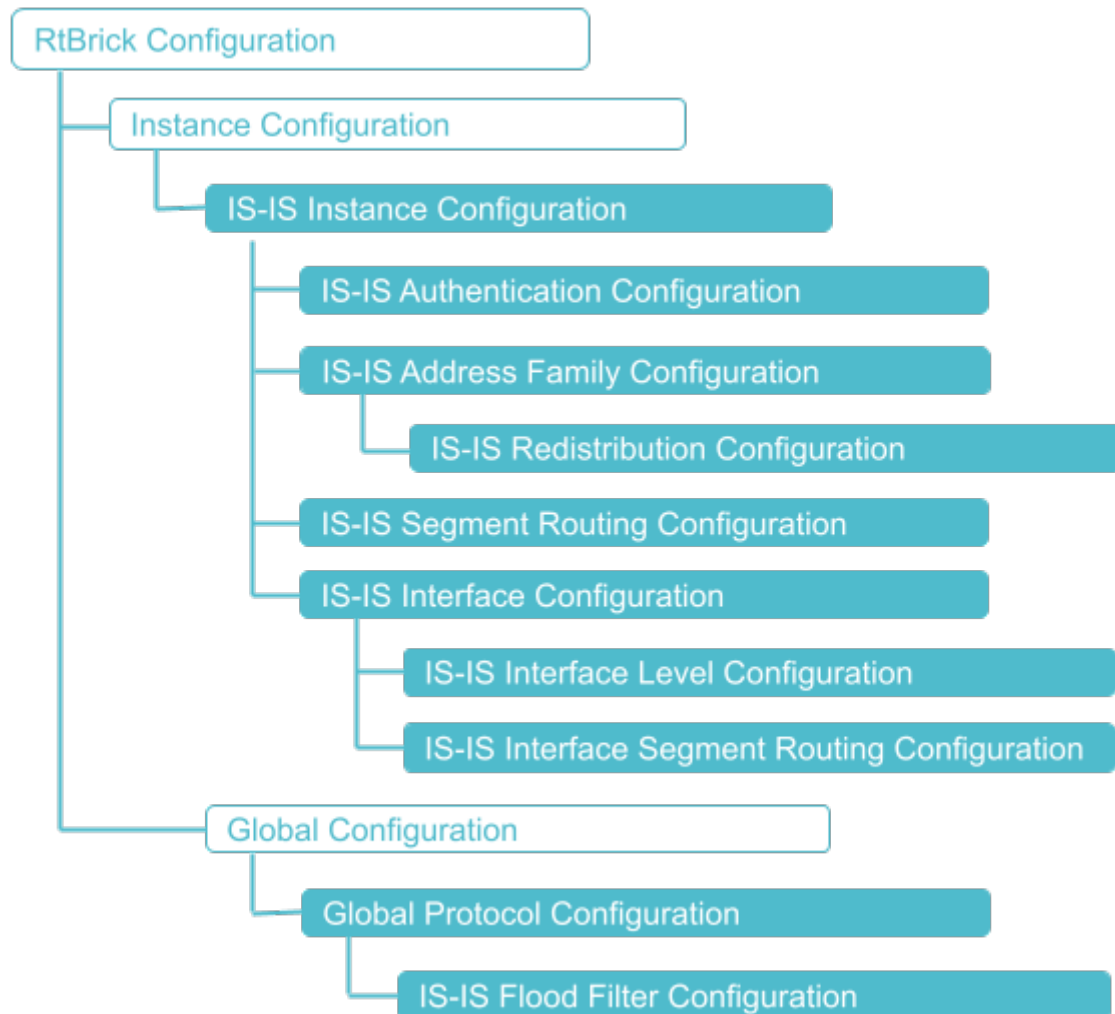 RtBrick Configuration
Instance Configuration
IS-IS Instance Configuration
IS-IS Authentication Configuration
IS-IS Address Family Configuration
IS-IS Redistribution Configuration
IS-IS Segment Routing Configuration
IS-IS Interface Configuration
IS-IS Interface Level Configuration
IS-IS Interface Segment Routing Configuration
Global Configuration
Global Protocol Configuration
IS-IS Flood Filter Configuration